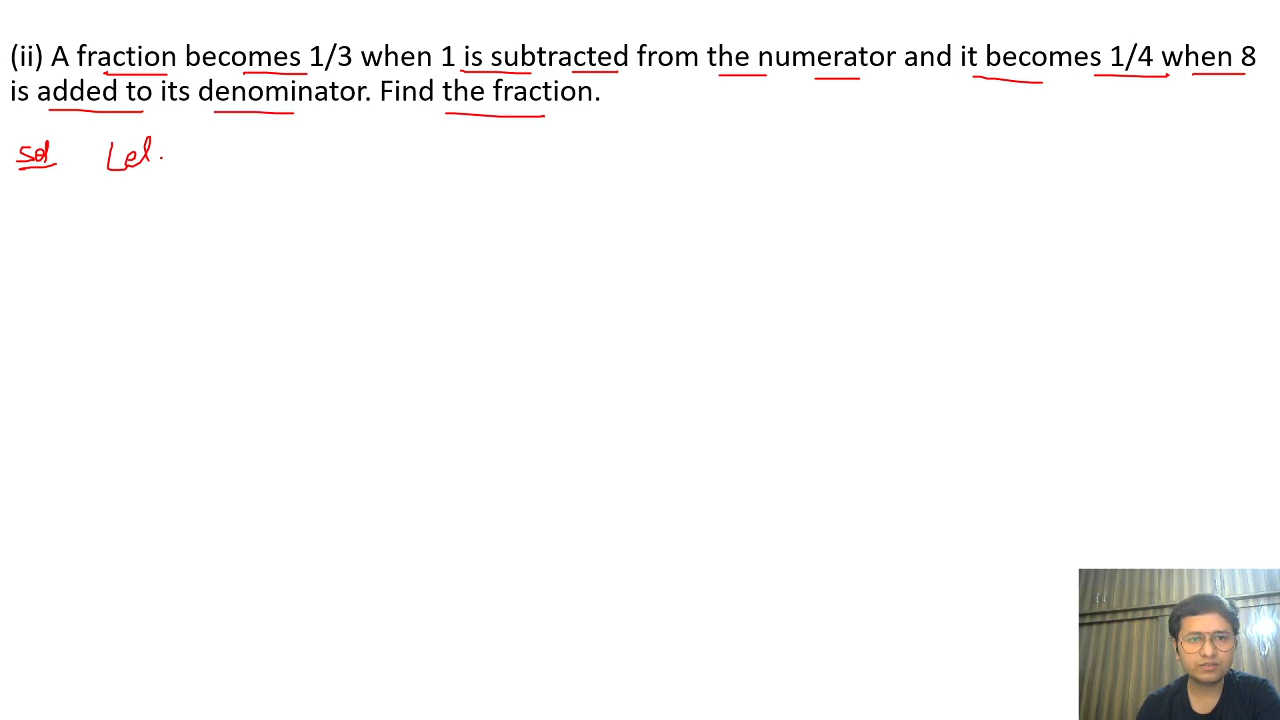 (ii) A fraction becomes 1/3 when 1 is subtracted from the numerator and it becomes 1/4 when 8
is added to its denominator. Find the fraction.
Sol Let